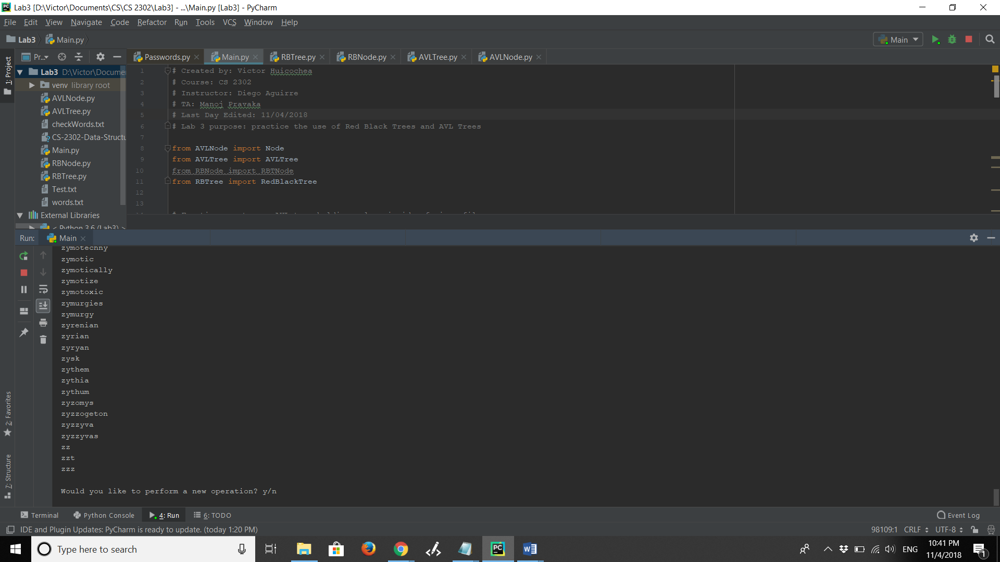 Lab3 [D:\Victor\Documents\CS\CS 2302\Lab3] - ...\Main.py [Lab3] - PyCharm
File Edit View Navigate Code Refactor Run Tools VCS Window Help
Lab3 Main.py Main
1: Project
Pr...
Passwords.py Main.py RBTree.py RBNode.py AVLTree.py AVLNode.py
Lab3 D:\Victor\Docume
venv library root
AVLNode.py
AVLTree.py
checkWords.txt
CS-2302-Data-Structu
Main.py
RBNode.py
RBTree.py
Test.txt
words.txt
External Libraries
< Python 3.6 (Lab3) >
1 # Created by: Victor Huicochea
2 # Course: CS 2302
3 # Instructor: Diego Aguirre
4 # TA: Manoj Pravaka
5 # Last Day Edited: 11/04/2018
6 # Lab 3 purpose: practice the use of Red Black Trees and AVL Trees
7
8 from AVLNode import Node
9 from AVLTree import AVLTree
10 from RBNode import RBTNode
11 from RBTree import RedBlackTree
12
13
Run: Main
zymotechny
zymotic
zymotically
zymotize
zymotoxic
zymurgies
zymurgy
zyrenian
zyrian
zyryan
zysk
zythem
zythia
zythum
zyzomys
zyzzogeton
zyzzyva
zyzzyvas
zz
zzt
zzz
Would you like to perform a new operation? y/n
2: Favorites
7: Structure
Terminal Python Console 4: Run 6: TODO Event Log
IDE and Plugin Updates: PyCharm is ready to update. (today 1:20 PM) 98109:1 CRLF UTF-8
Type here to search
PC
ENG
10:41 PM
11/4/2018
1